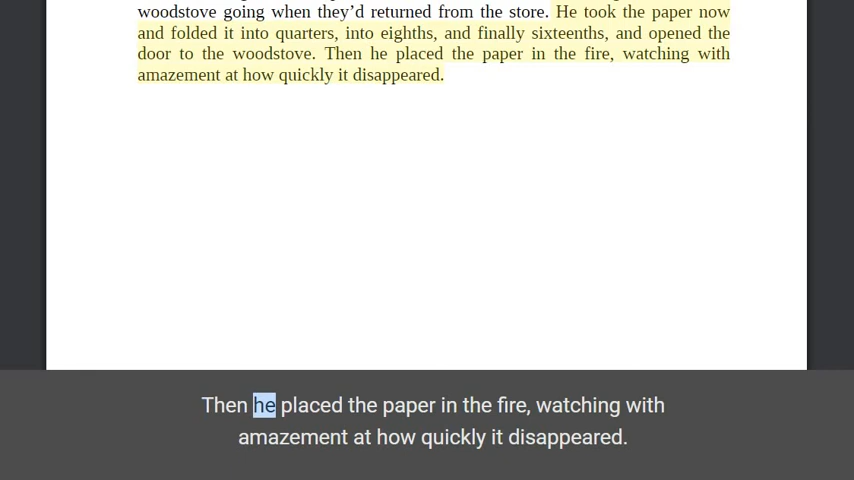 woodstove going when they’d returned from the store. He took the paper now
and folded it into quarters, into eighths, and finally sixteenths, and opened the
door to the woodstove. Then he placed the paper in the fire, watching with
amazement at how quickly it disappeared.
Then he placed the paper in the fire, watching with
amazement at how quickly it disappeared.